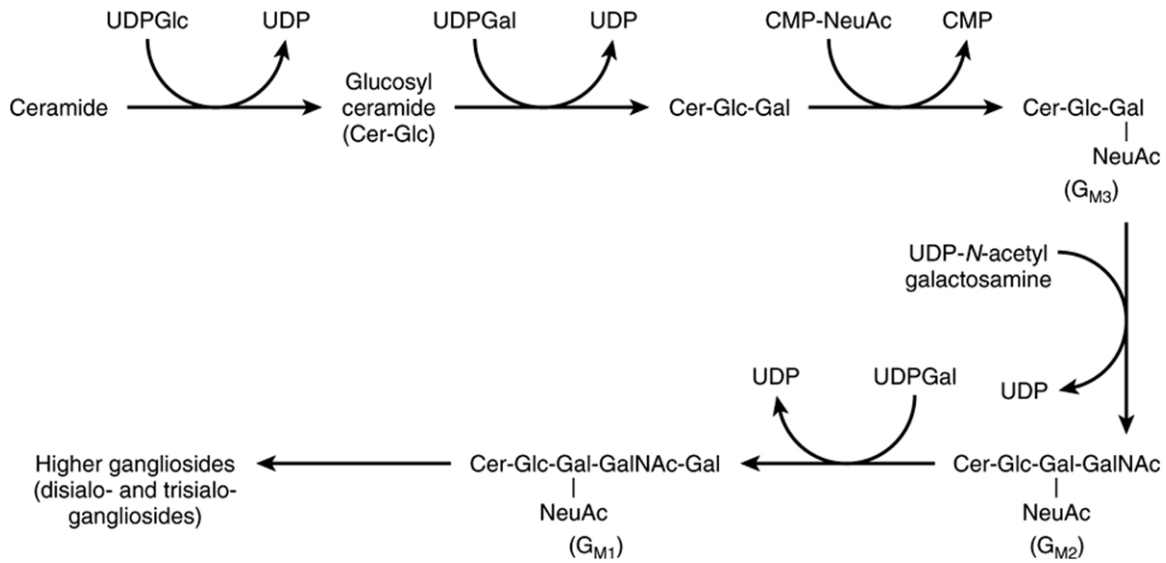 UDPGlc
UDP
UDPGal
UDP
CMP-NeuAc
CMP
Ceramide
Glucosyl
ceramide
(Cer-Glc)
Cer-Glc-Gal
Cer-Glc-Gal
NeuAc
(GM3)
UDP-N-acetyl
galactosamine
UDP
UDP
UDPGal
Cer-Glc-Gal-GalNAc
NeuAc
(GM2)
Cer-Glc-Gal-GalNAc-Gal
NeuAc
(GM1)
Higher gangliosides
(disialo- and trisialo-
gangliosides)